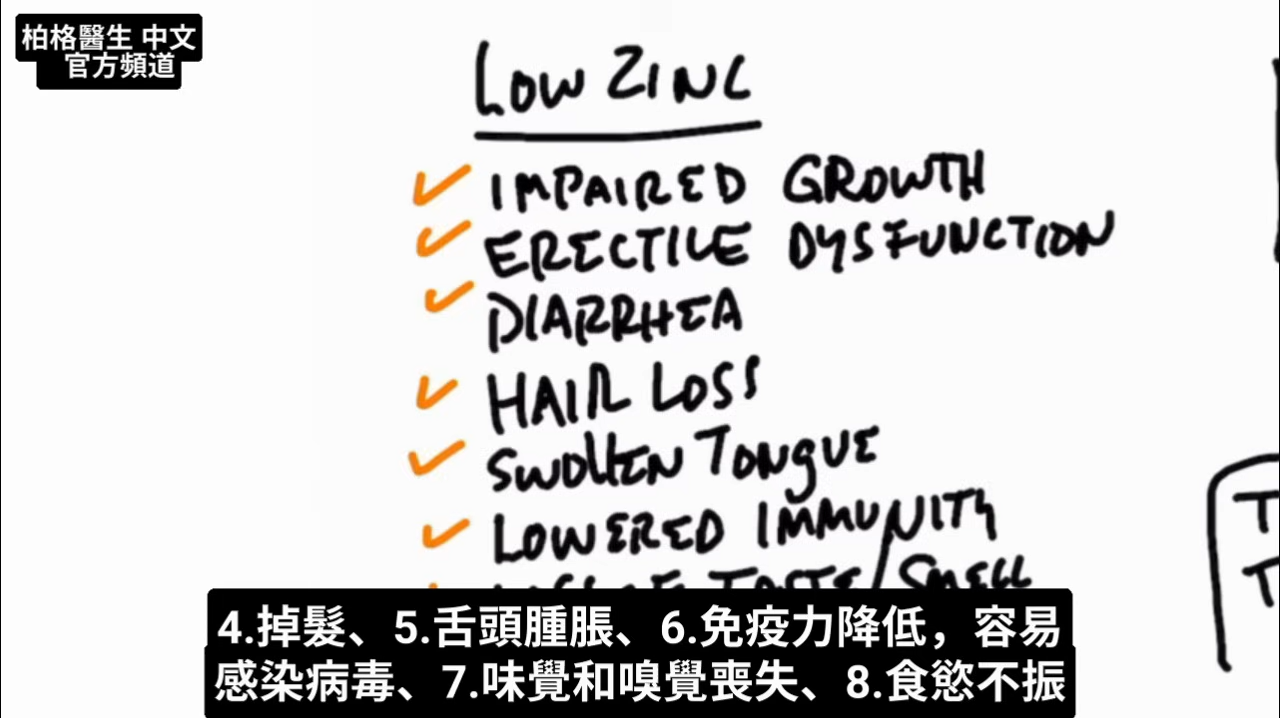 柏格醫生 中文
官方頻道
LOW ZINC
IMPAIRED GROWTH
ERECTILE DYSFUNCTION
DIARRHEA
HAIR LOSS
SWOLLEN TONGUE
LOWERED IMMUNITY
TASTE/SMELL
4.掉髮、5.舌頭腫脹、6.免疫力降低，容易
感染病毒、7.味覺和嗅覺喪失、8.食慾不振